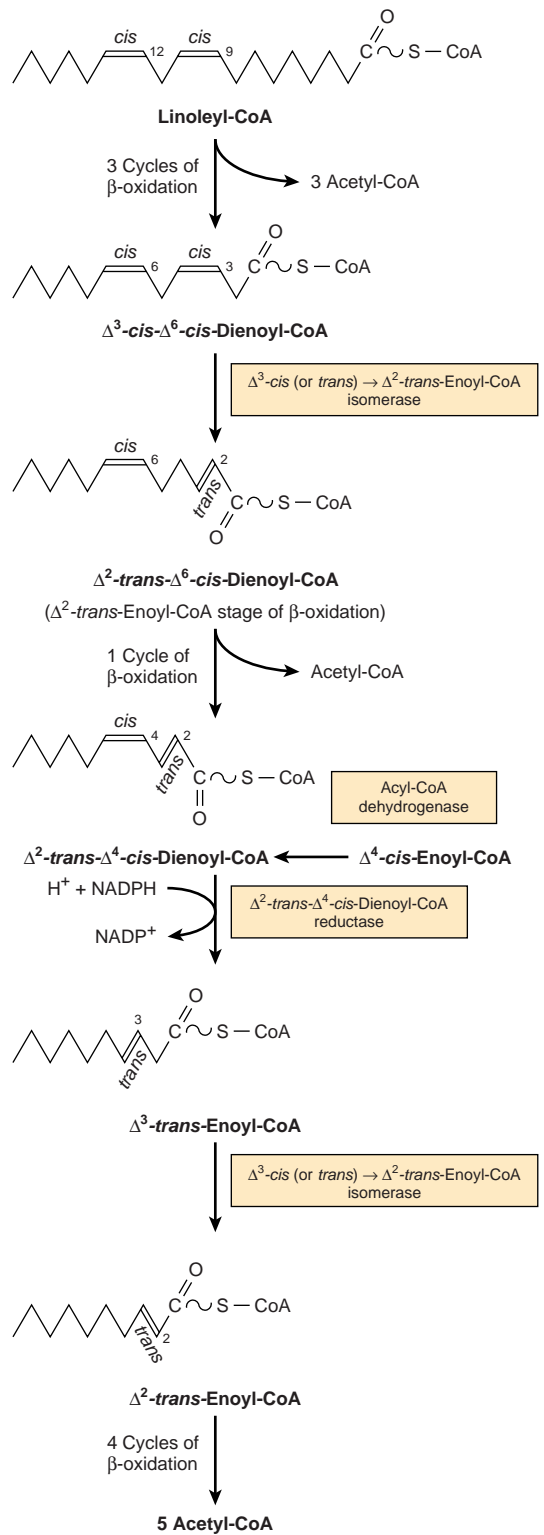 O
cis cis
12 9 C S — CoA
Linoleyl-CoA
3 Cycles of
β-oxidation
3 Acetyl-CoA
O
cis cis
6 3 C S — CoA
Δ³-cis-Δ⁶-cis-Dienoyl-CoA
Δ³-cis (or trans) → Δ²-trans-Enoyl-CoA
isomerase
cis
6 2
trans C S — CoA
O
Δ²-trans-Δ⁶-cis-Dienoyl-CoA
(Δ²-trans-Enoyl-CoA stage of β-oxidation)
1 Cycle of
β-oxidation
Acetyl-CoA
cis
4 2
trans C S — CoA
O
Acyl-CoA
dehydrogenase
Δ²-trans-Δ⁴-cis-Dienoyl-CoA Δ⁴-cis-Enoyl-CoA
H⁺ + NADPH
NADP⁺
Δ²-trans-Δ⁴-cis-Dienoyl-CoA
reductase
O
3 C S — CoA
trans
Δ³-trans-Enoyl-CoA
Δ³-cis (or trans) → Δ²-trans-Enoyl-CoA
isomerase
O
C S — CoA
trans 2
Δ²-trans-Enoyl-CoA
4 Cycles of
β-oxidation
5 Acetyl-CoA